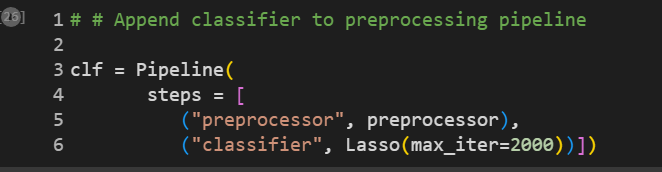 [26]
1 # # Append classifier to preprocessing pipeline
2
3 clf = Pipeline(
4 steps = [
5 ("preprocessor", preprocessor),
6 ("classifier", Lasso(max_iter=2000))])